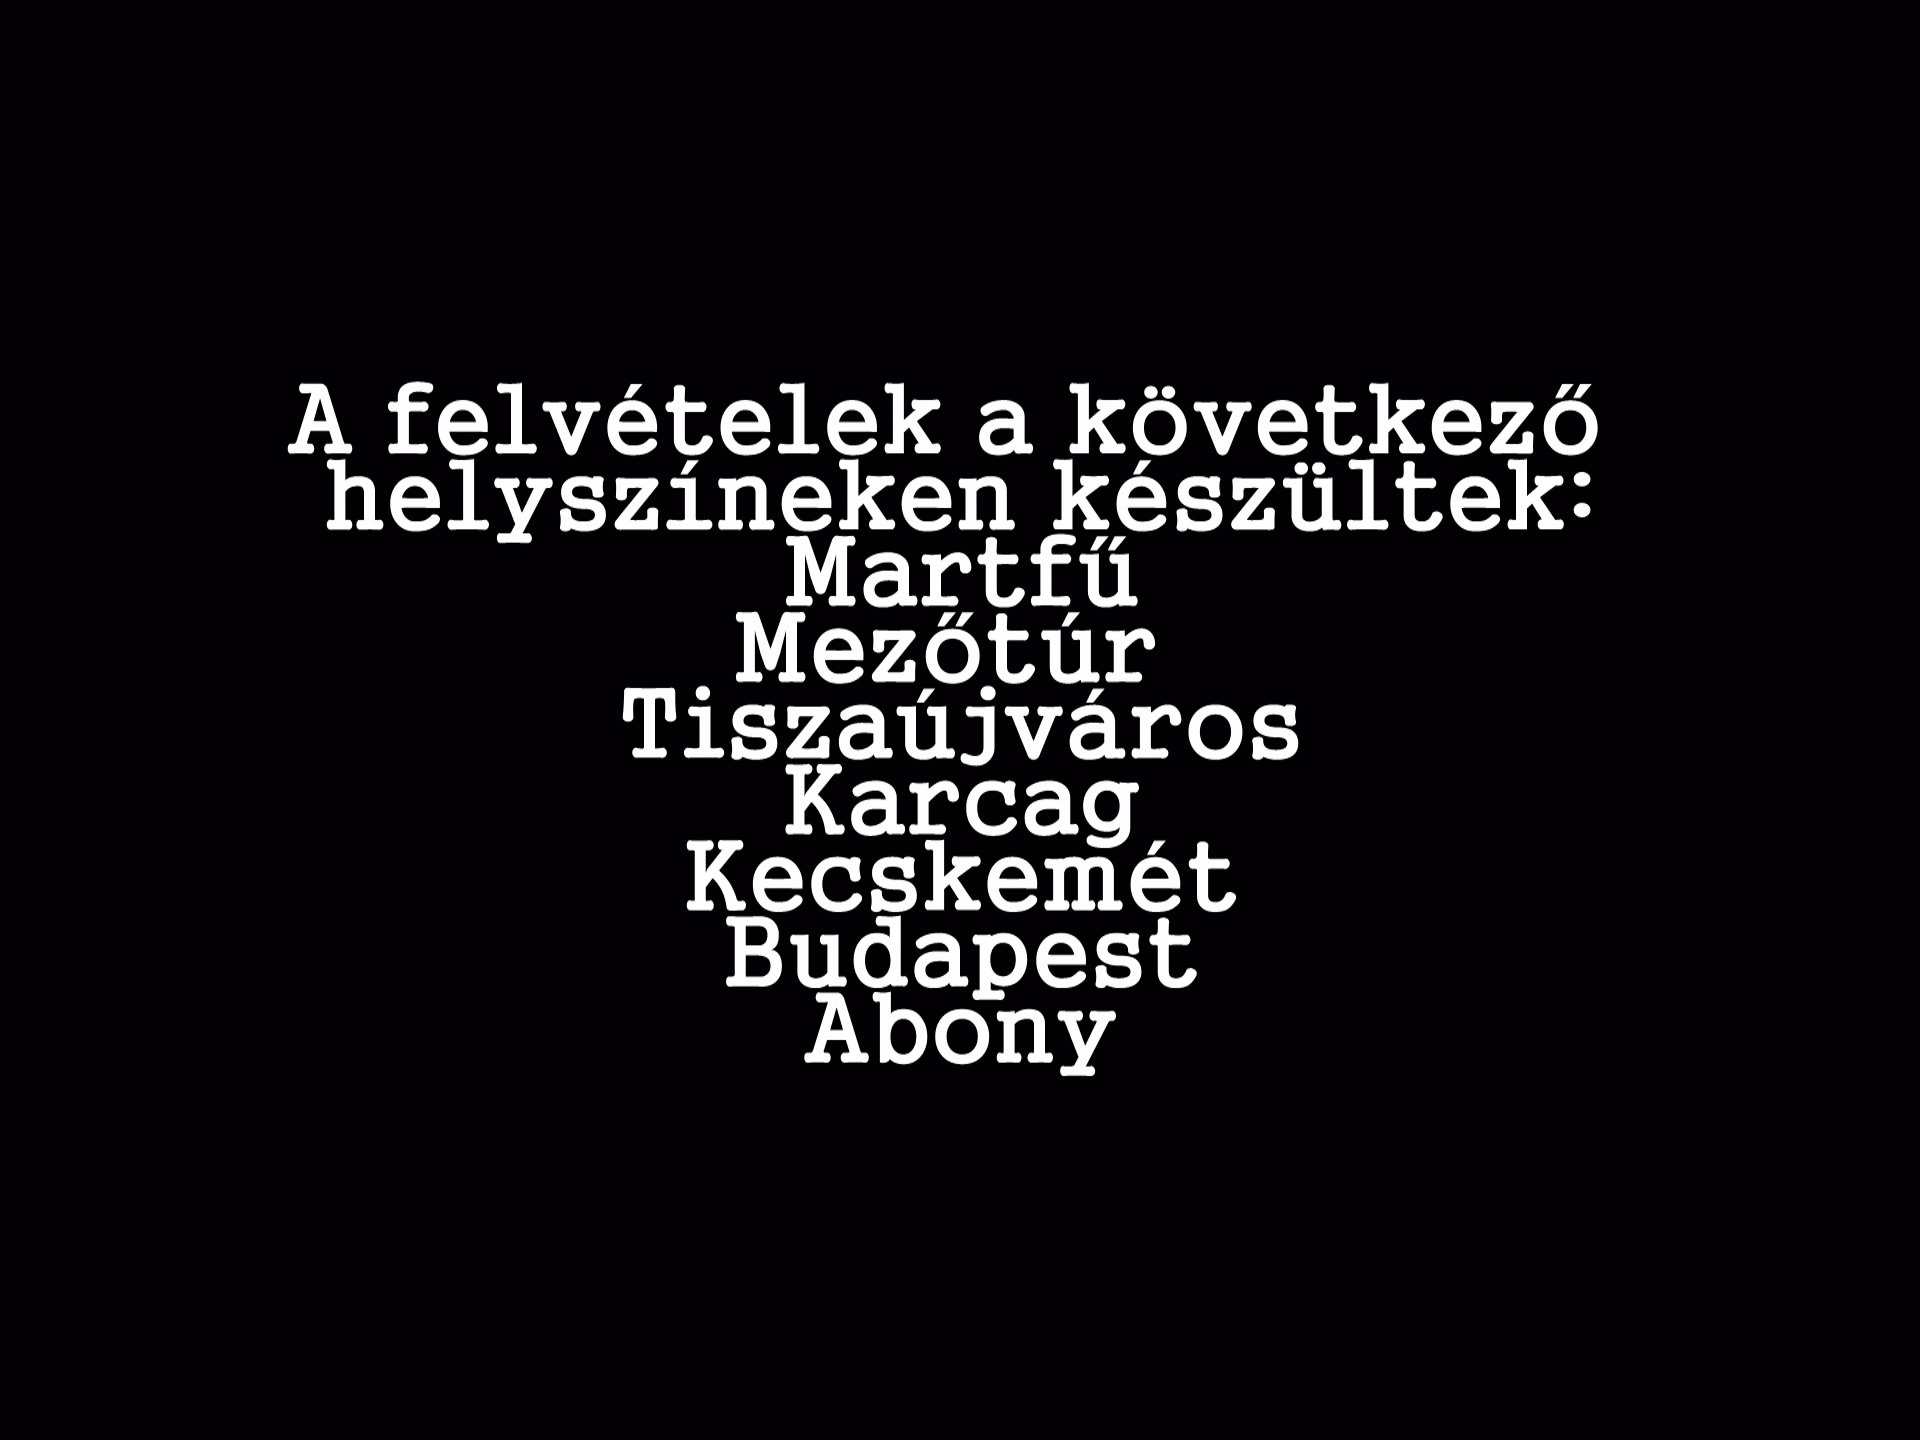 A felvételek a következő
helyszíneken készültek:
Martfű
Mezőtúr
Tiszaújváros
Karcag
Kecskemét
Budapest
Abony